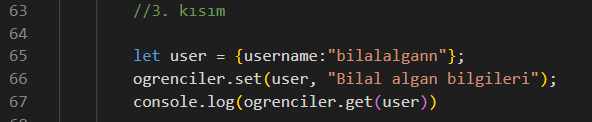 63 //3. kısım
64
65 let user = {username:"bilalalgann"};
66 ogrenciler.set(user, "Bilal algan bilgileri");
67 console.log(ogrenciler.get(user))